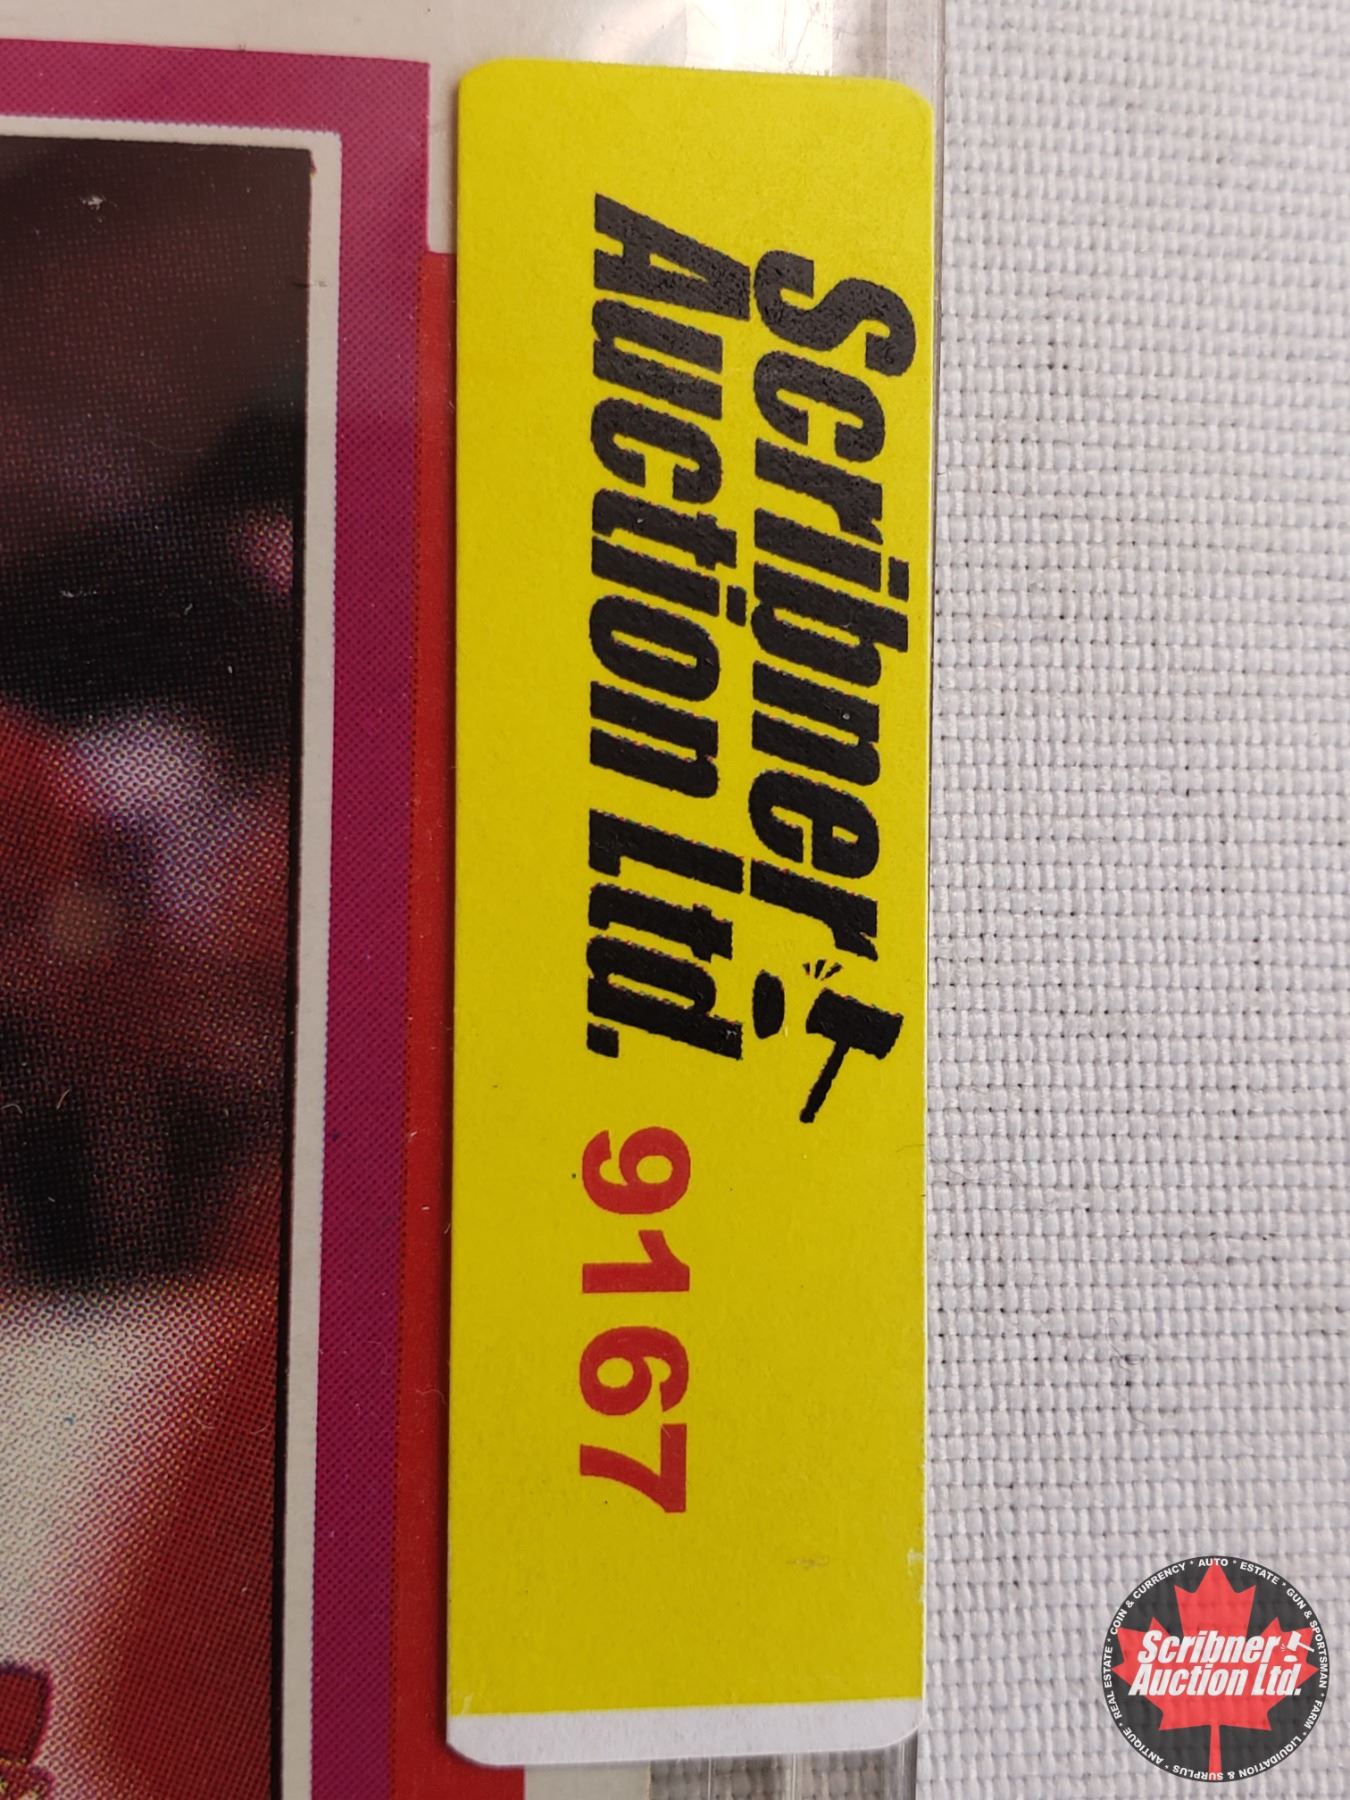 Scribner
Auction Ltd. 9167
REAL ESTATE * COIN & CURRENCY * AUTO * ESTATE * GUN & SPORTSMAN * FARM * LIQUIDATION & SURPLUS * ANTIQUE *
Scribner
Auction Ltd.